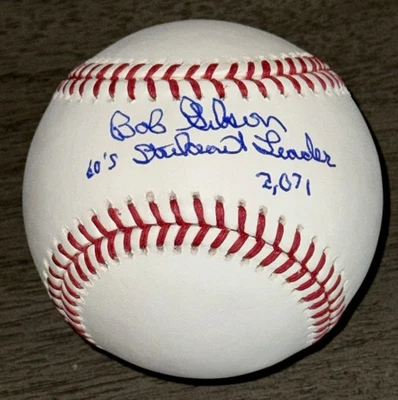 Bob Gibson
60's Strikeout Leader
2,071